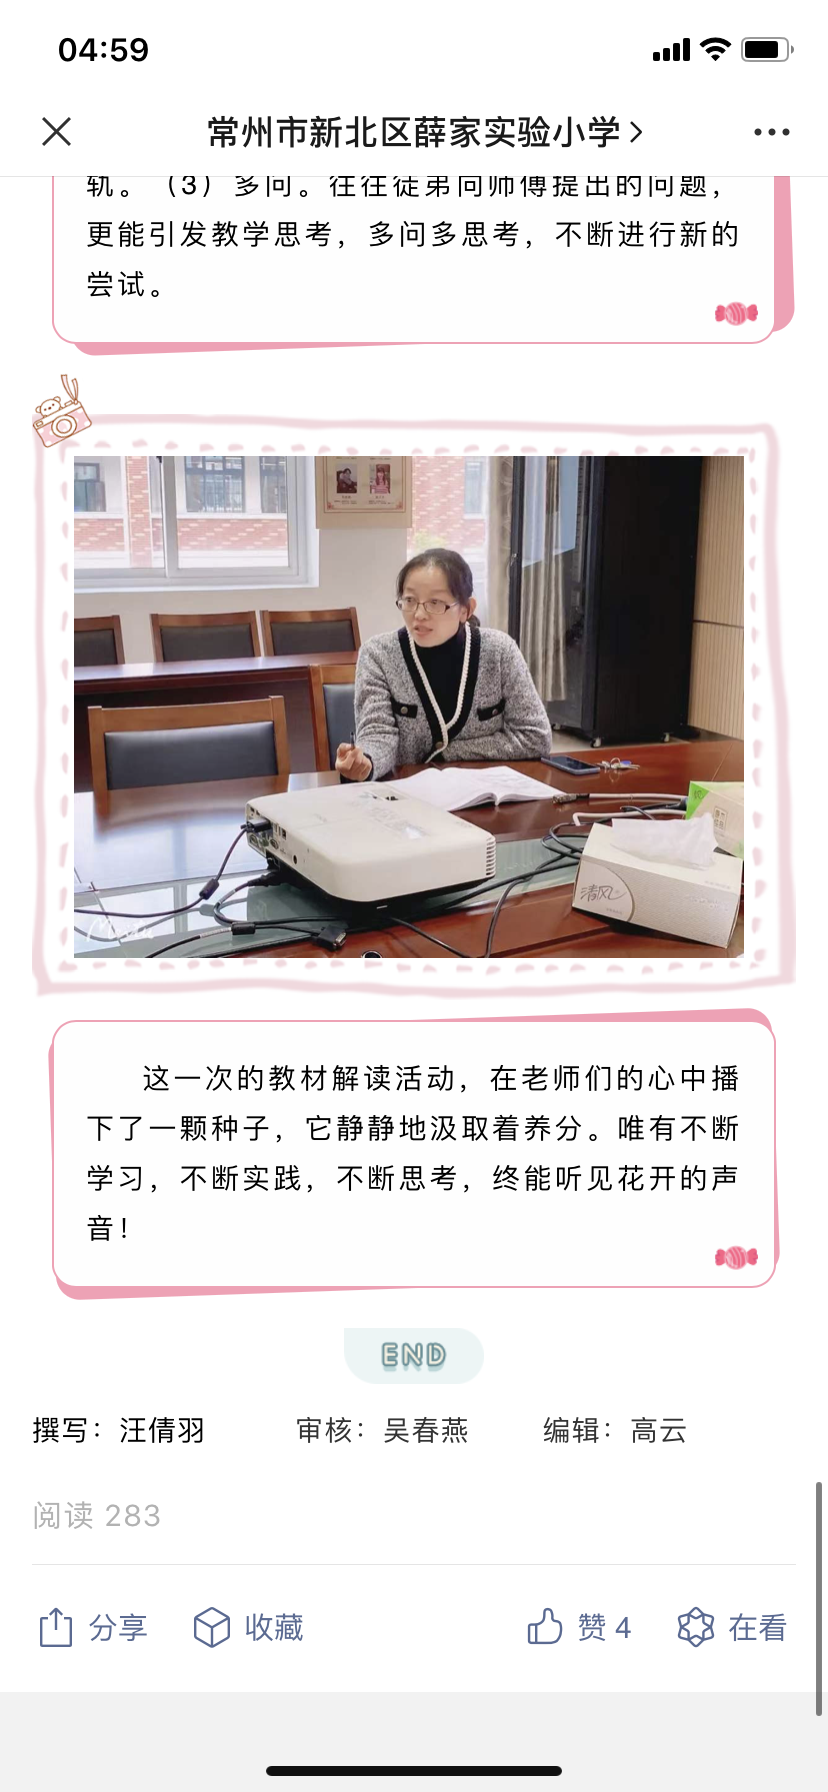 04:59
常州市新北区薛家实验小学
轨。（3）多问。往往徒弟向师傅提出的问题，
更能引发教学思考，多问多思考，不断进行新的
尝试。
清风
这一次的教材解读活动，在老师们的心中播
下了一颗种子，它静静地汲取着养分。唯有不断
学习，不断实践，不断思考，终能听见花开的声
音！
END
撰写：汪倩羽 审核：吴春燕 编辑：高云
阅读 283
分享 收藏 赞 4 在看